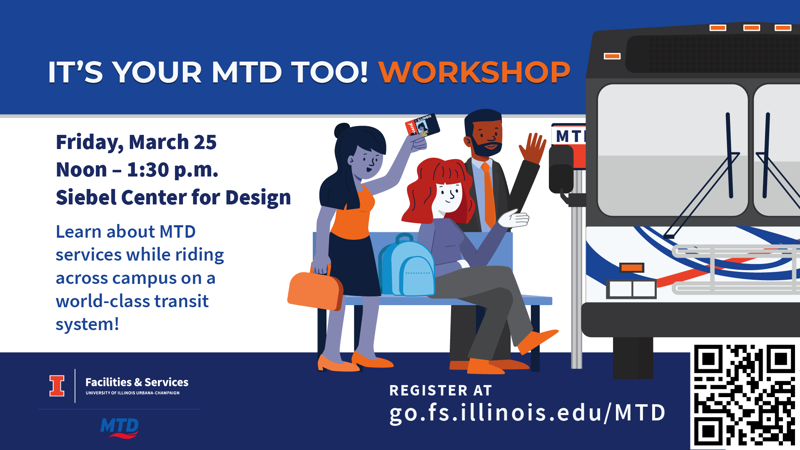 IT'S YOUR MTD TOO! WORKSHOP
Friday, March 25
Noon – 1:30 p.m.
Siebel Center for Design
Learn about MTD
services while riding
across campus on a
world-class transit
system!
MTD
I
Facilities & Services
UNIVERSITY OF ILLINOIS URBANA-CHAMPAIGN
MTD
REGISTER AT
go.fs.illinois.edu/MTD